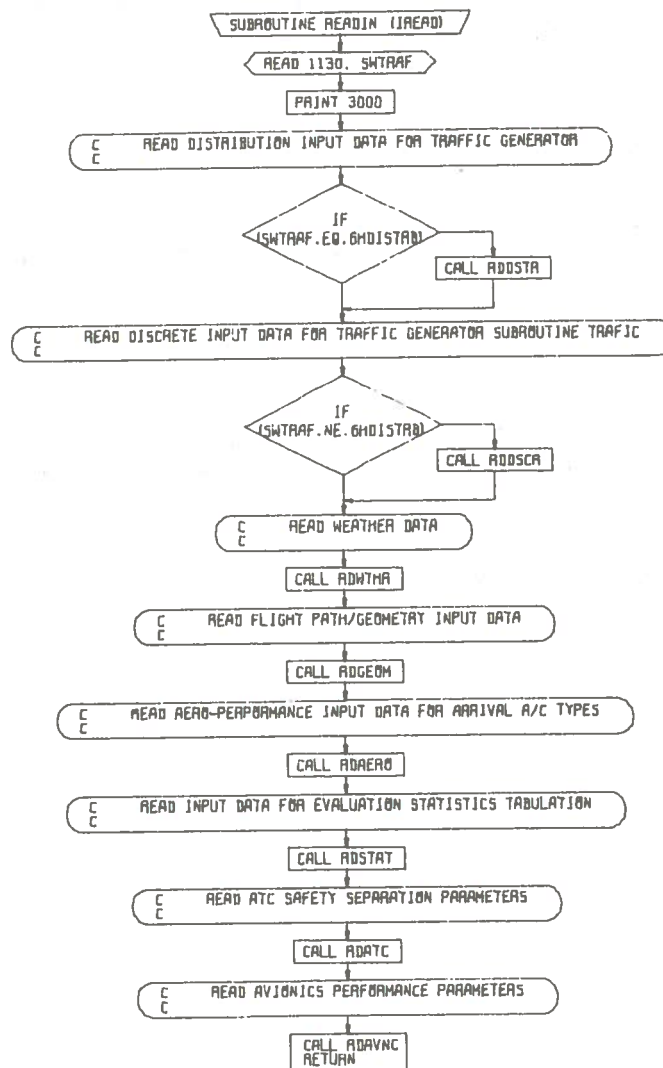 SUBROUTINE READIN (IREAD)
READ 1130, SWTRAF
PRINT 3000
C READ DISTRIBUTION INPUT DATA FOR TRAFFIC GENERATOR
C
IF
(SWTRAF.EQ.6HDISTRB)
CALL RDDSTR
C READ DISCRETE INPUT DATA FOR TRAFFIC GENERATOR SUBROUTINE TRAFIC
C
IF
(SWTRAF.NE.6HDISTRB)
CALL RDDSCR
C READ WEATHER DATA
C
CALL RDWTHR
C READ FLIGHT PATH/GEOMETRY INPUT DATA
C
CALL RDGEOM
C READ AERO-PERFORMANCE INPUT DATA FOR ARRIVAL A/C TYPES
C
CALL RDAERO
C READ INPUT DATA FOR EVALUATION STATISTICS TABULATION
C
CALL RDSTAT
C READ ATC SAFETY SEPARATION PARAMETERS
C
CALL RDATC
C READ AVIONICS PERFORMANCE PARAMETERS
C
CALL RDAVNC
RETURN